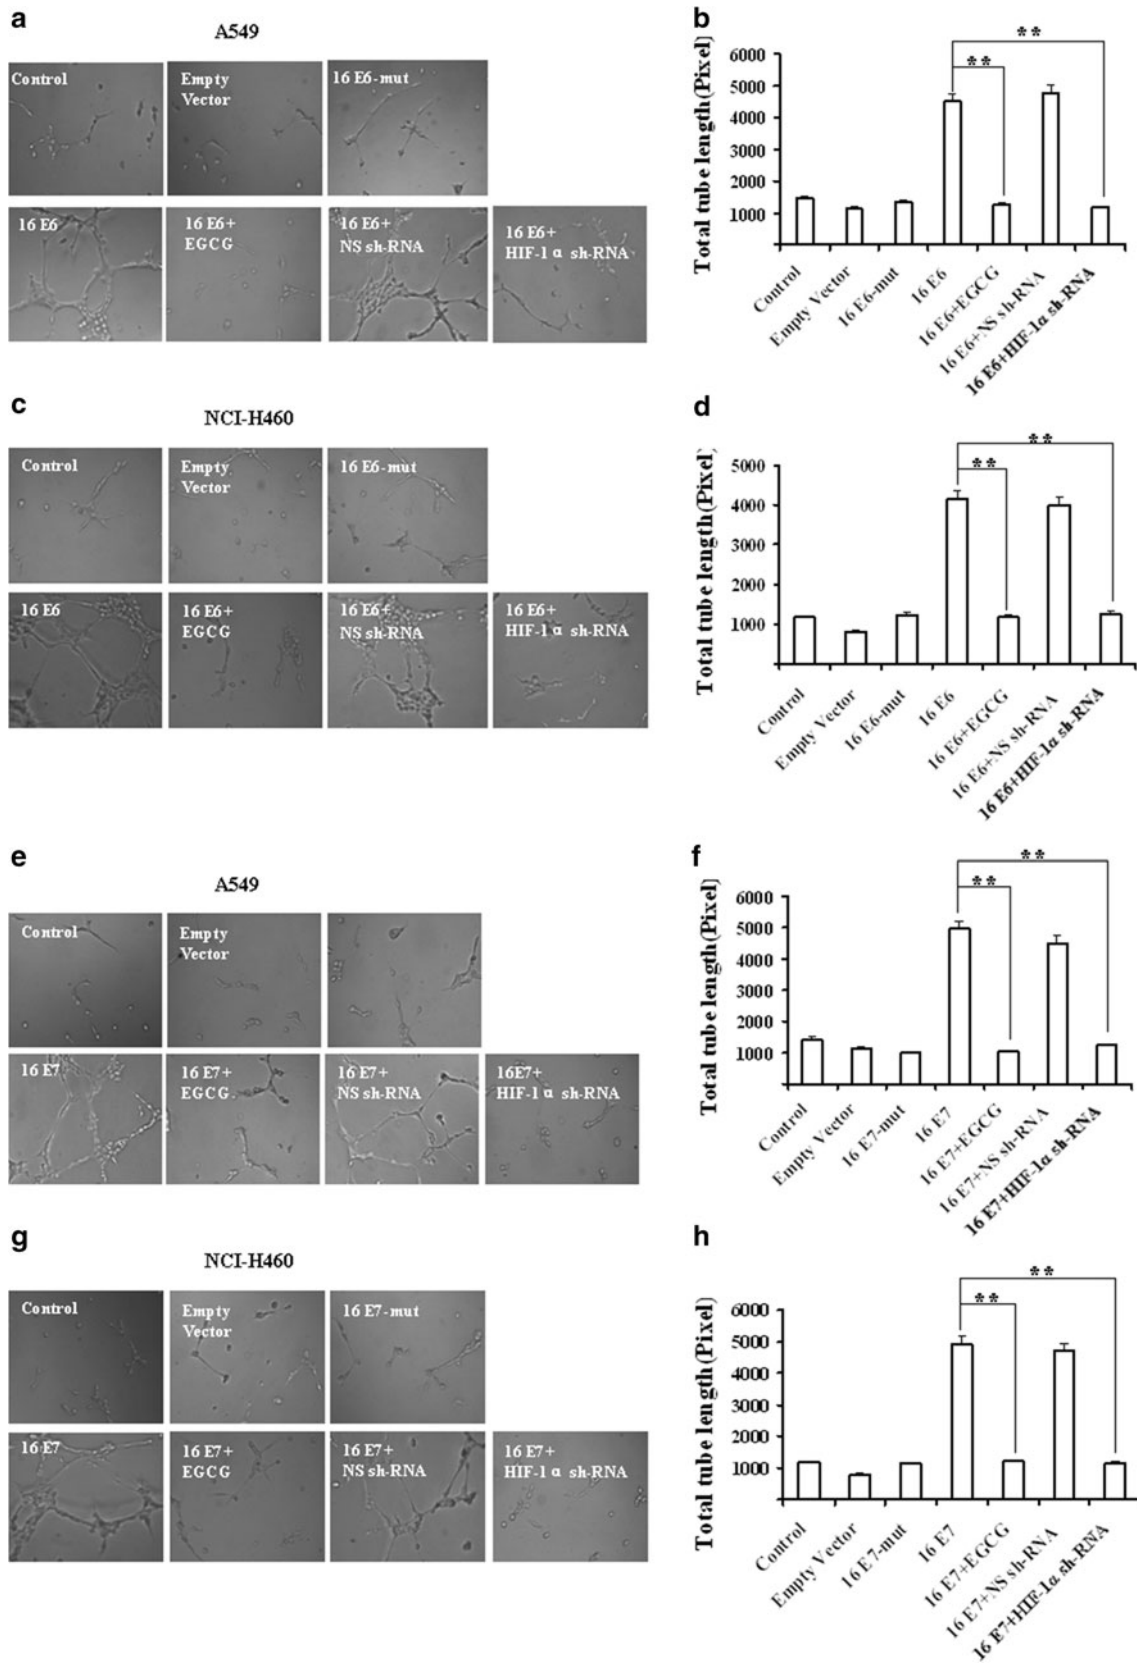 a
A549
Control
Empty
Vector
16 E6-mut
16 E6
16 E6+
EGCG
16 E6+
NS sh-RNA
16 E6+
HIF-1α sh-RNA
b
Total tube length(Pixel)
6000
5000
4000
3000
2000
1000
**
**
Control
Empty Vector
16 E6-mut
16 E6
16 E6+EGCG
16 E6+NS sh-RNA
16 E6+HIF-1α sh-RNA
c
NCI-H460
Control
Empty
Vector
16 E6-mut
16 E6
16 E6+
EGCG
16 E6+
NS sh-RNA
16 E6+
HIF-1α sh-RNA
d
Total tube length(Pixel)
5000
4000
3000
2000
1000
**
**
Control
Empty Vector
16 E6-mut
16 E6
16 E6+EGCG
16 E6+NS sh-RNA
16 E6+HIF-1α sh-RNA
e
A549
Control
Empty
Vector
16 E7
16 E7+
EGCG
16 E7+
NS sh-RNA
16E7+
HIF-1α sh-RNA
f
Total tube length(Pixel)
6000
5000
4000
3000
2000
1000
**
**
Control
Empty Vector
16 E7-mut
16 E7
16 E7+EGCG
16 E7+NS sh-RNA
16 E7+HIF-1α sh-RNA
g
NCI-H460
Control
Empty
Vector
16 E7-mut
16 E7
16 E7+
EGCG
16 E7+
NS sh-RNA
16 E7+
HIF-1α sh-RNA
h
Total tube length(Pixel)
6000
5000
4000
3000
2000
1000
**
**
Control
Empty Vector
16 E7-mut
16 E7
16 E7+EGCG
16 E7+NS sh-RNA
16 E7+HIF-1α sh-RNA